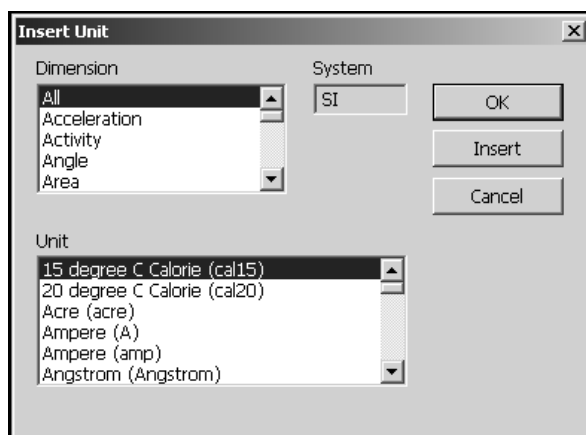 Insert Unit
Dimension
All
Acceleration
Activity
Angle
Area
System
SI
OK
Insert
Cancel
Unit
15 degree C Calorie (cal15)
20 degree C Calorie (cal20)
Acre (acre)
Ampere (A)
Ampere (amp)
Angstrom (Angstrom)